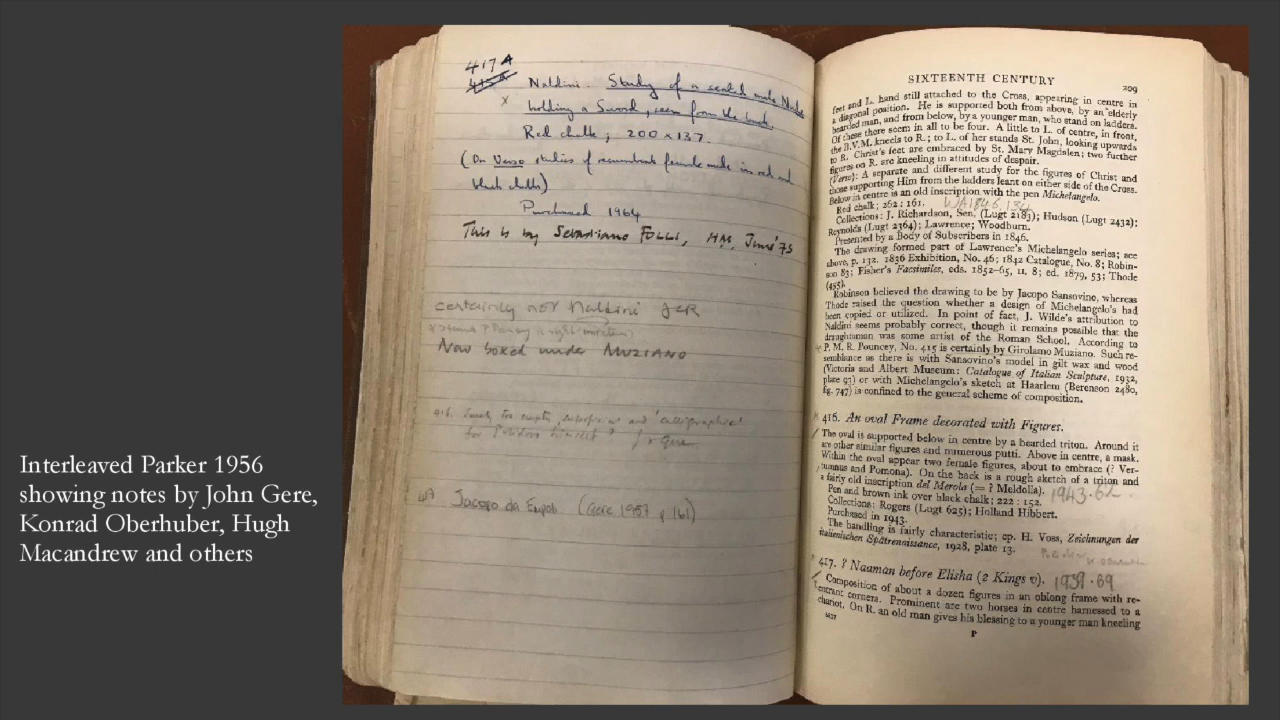 Interleaved Parker 1956
showing notes by John Gere,
Konrad Oberhuber, Hugh
Macandrew and others
417A
Naldini. Study of a seated male Nude
x holding a Sword, seen from the back.
Red chalk; 200 x 137.
(On Verso studies of recumbent female nude in red and
black chalks)
Purchased 1964
This is by Sebastiano FOLLI, HM, June '75
certainly not Naldini JGR
Now boxed under MUZIANO
416. too empty, and 'calligraphical'
for Polidoro himself? J. Gere
417 Jacopo da Empoli (Gere 1957 p 161)
SIXTEENTH CENTURY
209
feet and L. hand still attached to the Cross, appearing in centre in
a diagonal position. He is supported both from above, by an elderly
bearded man, and from below, by a younger man, who stand on ladders.
Of these there seem in all to be four. A little to L. of centre, in front,
the B.V.M. kneels to R.; to L. of her stands St. John, looking upwards
to R. Christ's feet are embraced by St. Mary Magdalen; two further
figures on R. are kneeling in attitudes of despair.
(Verso): A separate and different study for the figures of Christ and
those supporting Him from the ladders leant on either side of the Cross.
Below in centre is an old inscription with the pen Michelangelo.
Red chalk; 262 : 161. WA1846.134
Collections: J. Richardson, Sen. (Lugt 2183); Hudson (Lugt 2432);
Reynolds (Lugt 2364); Lawrence; Woodburn.
Presented by a Body of Subscribers in 1846.
The drawing formed part of Lawrence's Michelangelo series; see
above, p. 132. 1836 Exhibition, No. 46; 1842 Catalogue, No. 8; Robin-
son 83; Fisher's Facsimiles, eds. 1852–65, II, 8; ed. 1879, 53; Thode
(455).
Robinson believed the drawing to be by Jacopo Sansovino, whereas
Thode raised the question whether a design of Michelangelo's had
been copied or utilized. In point of fact, J. Wilde's attribution to
Naldini seems probably correct, though it remains possible that the
draughtsman was some artist of the Roman School. According to
P. M. R. Pouncey, No. 415 is certainly by Girolamo Muziano. Such re-
semblance as there is with Sansovino's model in gilt wax and wood
(Victoria and Albert Museum: Catalogue of Italian Sculpture, 1932,
plate 93) or with Michelangelo's sketch at Haarlem (Berenson 2480,
fg. 747) is confined to the general scheme of composition.
416. An oval Frame decorated with Figures.
The oval is supported below in centre by a bearded triton. Around it
are other similar figures and numerous putti. Above in centre, a mask.
Within the oval appear two female figures, about to embrace (? Ver-
tumnus and Pomona). On the back is a rough sketch of a triton and
a fairly old inscription del Merola (= ? Meldolla).
Pen and brown ink over black chalk; 222 : 152. 1943.62
Collections: Rogers (Lugt 625); Holland Hibbert.
Purchased in 1943.
The handling is fairly characteristic; cp. H. Voss, Zeichnungen der
italienischen Spätrenaissance, 1928, plate 13.
417. ? Naaman before Elisha (2 Kings v). 1939.69
Composition of about a dozen figures in an oblong frame with re-
entrant corners. Prominent are two horses in centre harnessed to a
chariot. On R. an old man gives his blessing to a younger man kneeling
P